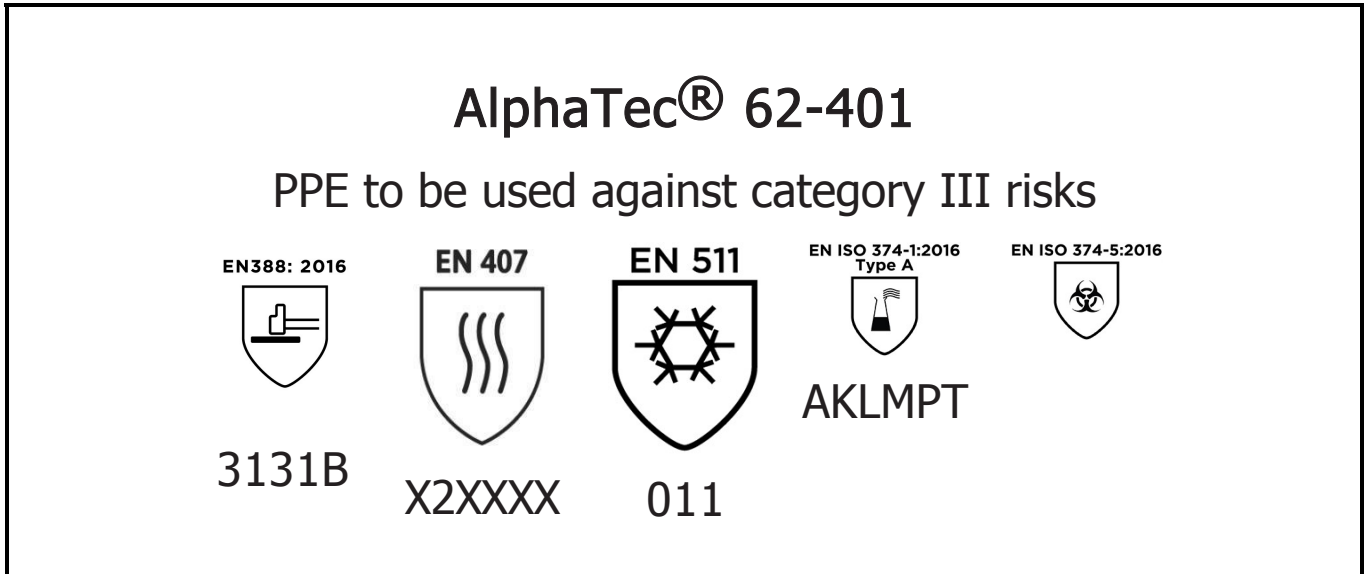 AlphaTec® 62-401
PPE to be used against category III risks
EN388: 2016
3131B
EN 407
X2XXXX
EN 511
011
EN ISO 374-1:2016
Type A
AKLMPT
EN ISO 374-5:2016